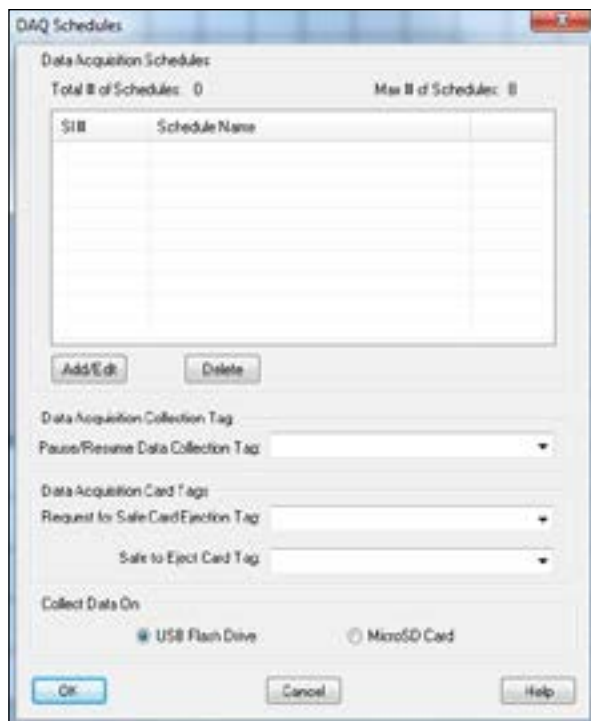 DAQ Schedules
Data Acquisition Schedules
Total # of Schedules: 0 Max # of Schedules: 8
Sl # Schedule Name
Add/Edit Delete
Data Acquisition Collection Tag
Pause/Resume Data Collection Tag:
Data Acquisition Card Tags
Request for Safe Card Ejection Tag:
Safe to Eject Card Tag:
Collect Data On
USB Flash Drive MicroSD Card
OK Cancel Help